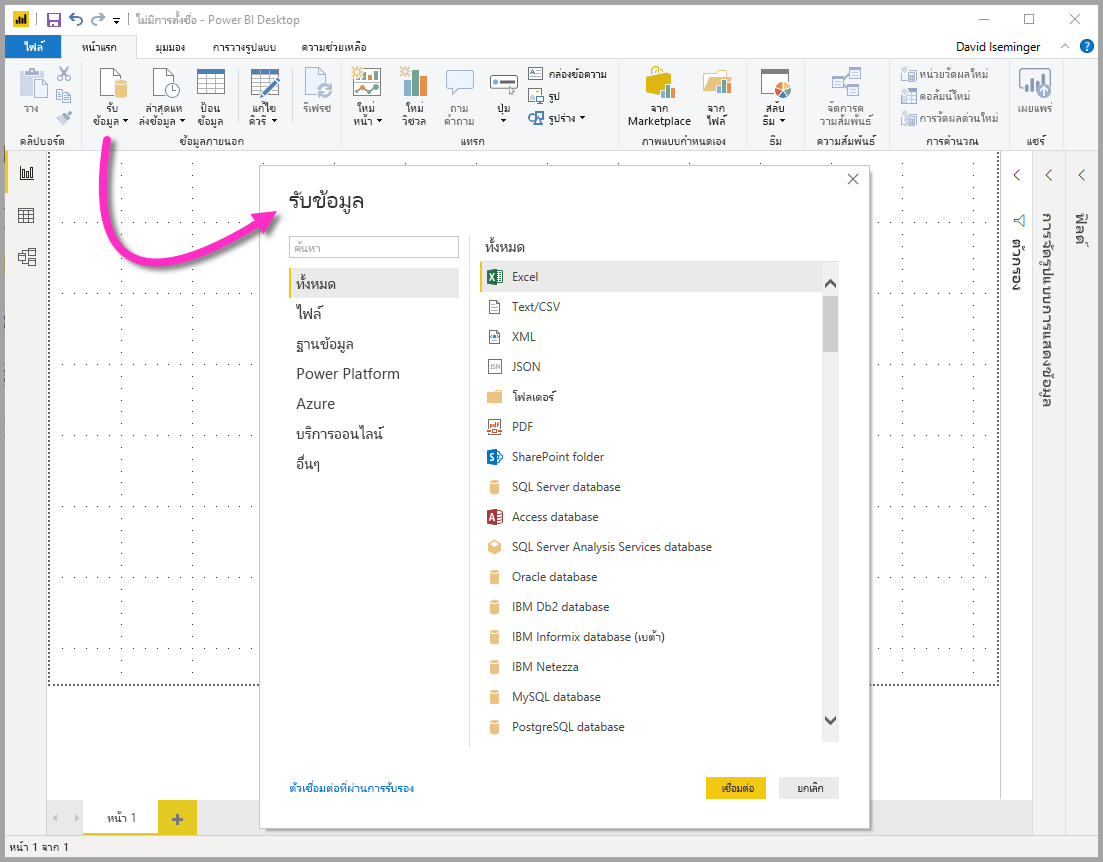 ไม่มีการตั้งชื่อ - Power BI Desktop
ไฟล์ หน้าแรก มุมมอง การวางรูปแบบ ความช่วยเหลือ David Iseminger ?
วาง
รับ
ข้อมูล
ล่าสุดแห
ล่งข้อมูล
ป้อน
ข้อมูล
แก้ไข
คิวรี
รีเฟรช
ใหม่
หน้า
ใหม่
วิชวล
ถาม
คำถาม
ปุ่ม
กล่องข้อความ
รูป
รูปร่าง
จาก
Marketplace
จาก
ไฟล์
สลับ
ธีม
จัดการค
วามสัมพันธ์
หน่วยวัดผลใหม่
คอลัมน์ใหม่
การวัดผลด่วนใหม่
เผยแพร่
คลิปบอร์ด ข้อมูลภายนอก แทรก ภาพแบบกำหนดเอง ธีม ความสัมพันธ์ การคำนวณ แชร์
รับข้อมูล
ค้นหา
ทั้งหมด
ไฟล์
ฐานข้อมูล
Power Platform
Azure
บริการออนไลน์
อื่นๆ
ทั้งหมด
Excel
Text/CSV
XML
JSON
โฟลเดอร์
PDF
SharePoint folder
SQL Server database
Access database
SQL Server Analysis Services database
Oracle database
IBM Db2 database
IBM Informix database (เบต้า)
IBM Netezza
MySQL database
PostgreSQL database
ตัวเชื่อมต่อที่ผ่านการรับรอง
เชื่อมต่อ ยกเลิก
ตัวกรอง
การจัดรูปแบบการแสดงข้อมูล
ฟิลด์
หน้า 1
หน้า 1 จาก 1